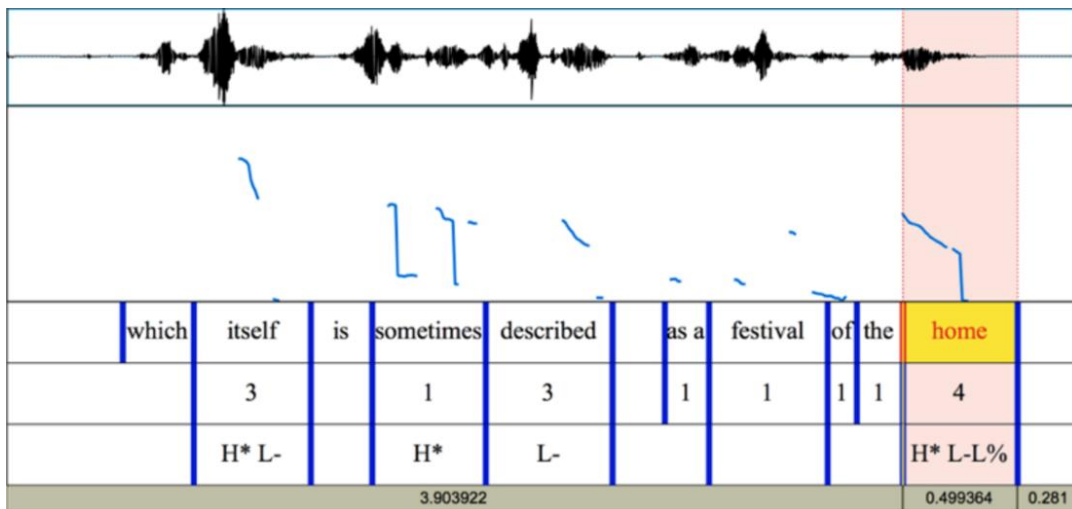 which itself is sometimes described as a festival of the home
3 1 3 1 1 1 1 4
H* L- H* L- H* L-L%
3.903922 0.499364 0.281